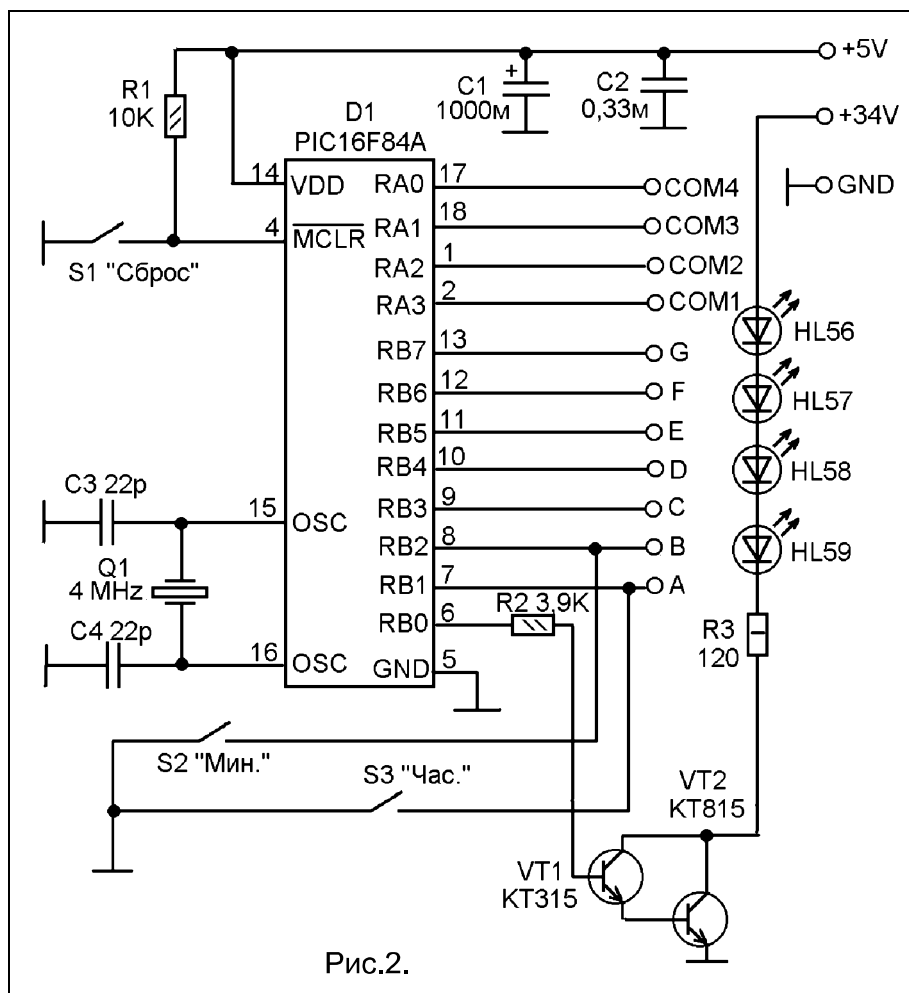 +5V
R1
10K
C1
1000м
+
C2
0,33м
+34V
GND
D1
PIC16F84A
14
VDD
RA0
17
COM4
4
MCLR
RA1
18
COM3
S1 "Сброс"
RA2
1
COM2
RA3
2
COM1
RB7
13
G
HL56
RB6
12
F
HL57
RB5
11
E
RB4
10
D
HL58
C3 22p
15
OSC
RB3
9
C
RB2
8
B
HL59
Q1
4 MHz
RB1
7
A
R2 3,9K
RB0
6
R3
120
C4 22p
16
OSC
GND
5
S2 "Мин."
S3 "Час."
VT2
КТ815
VT1
КТ315
Рис.2.